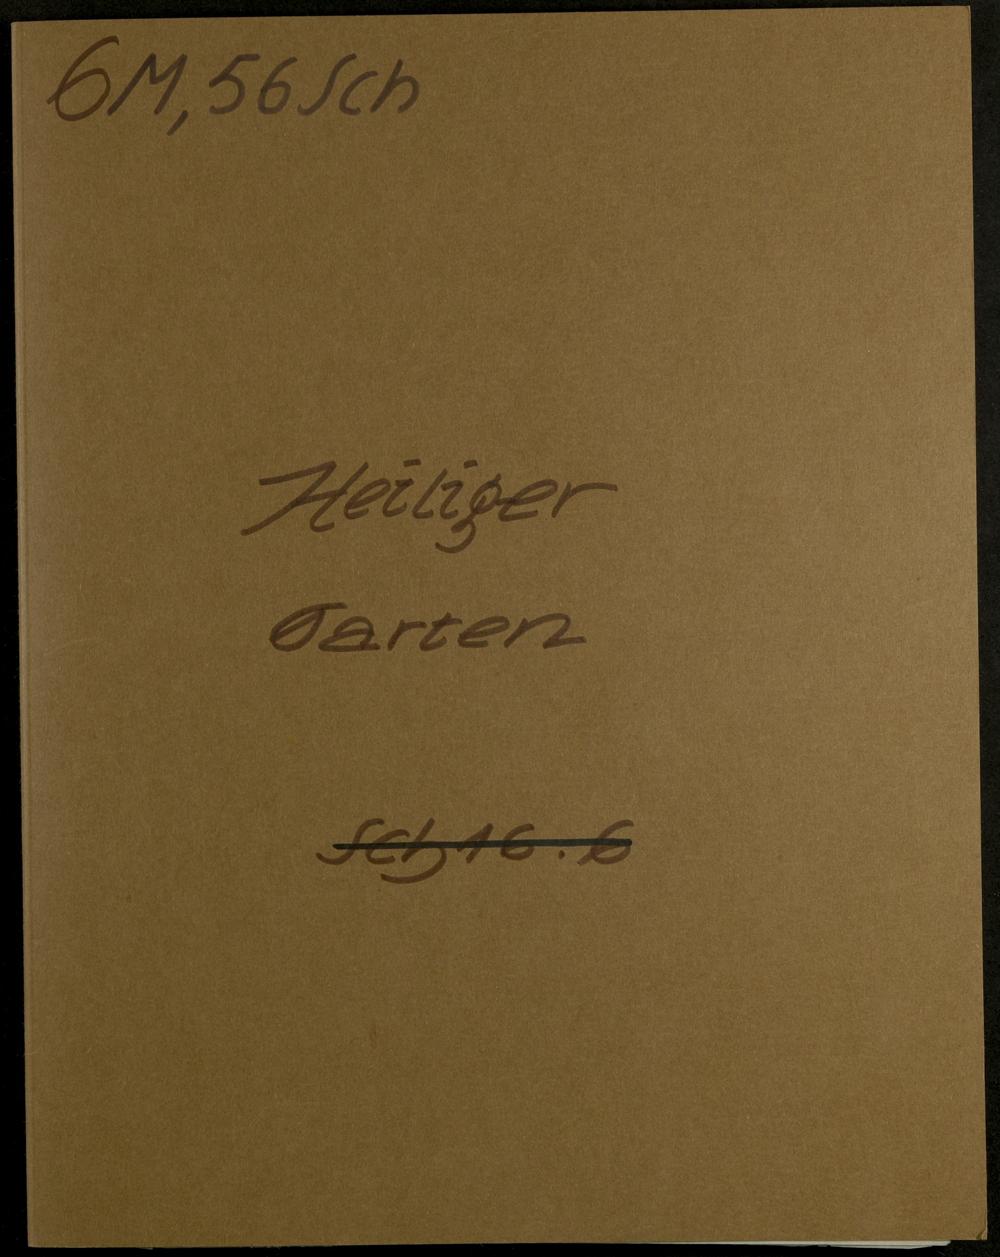 6M,56Sch
Heiliger
Garten
Sch 16.6